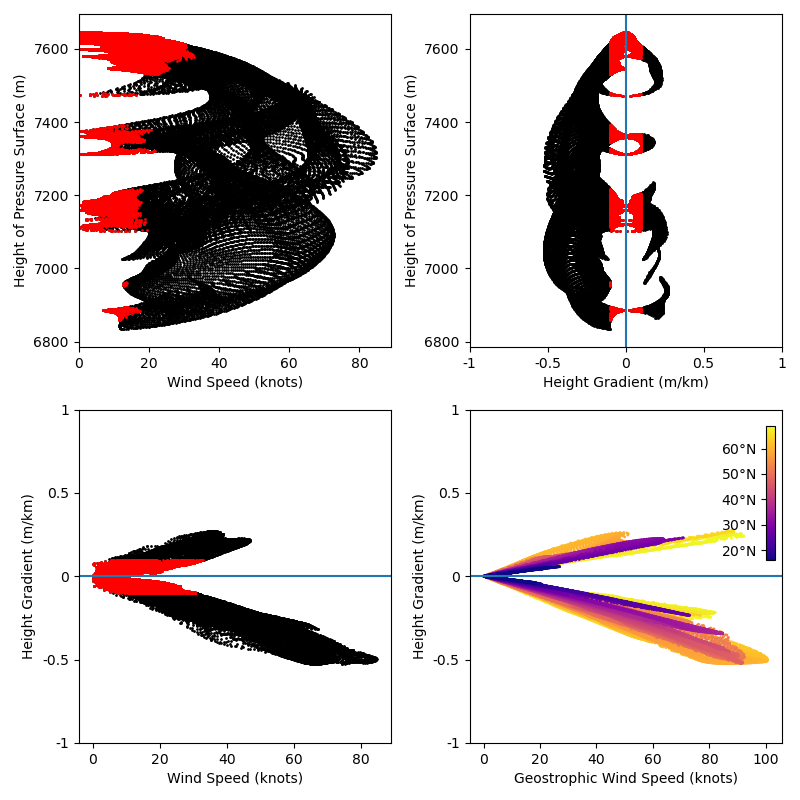 7600
7400
7200
7000
6800
Height of Pressure Surface (m)
0 20 40 60 80
Wind Speed (knots)
7600
7400
7200
7000
6800
Height of Pressure Surface (m)
-1 -0.5 0 0.5 1
Height Gradient (m/km)
1
0.5
0
-0.5
-1
Height Gradient (m/km)
0 20 40 60 80
Wind Speed (knots)
1
0.5
0
-0.5
-1
Height Gradient (m/km)
60°N
50°N
40°N
30°N
20°N
0 20 40 60 80 100
Geostrophic Wind Speed (knots)